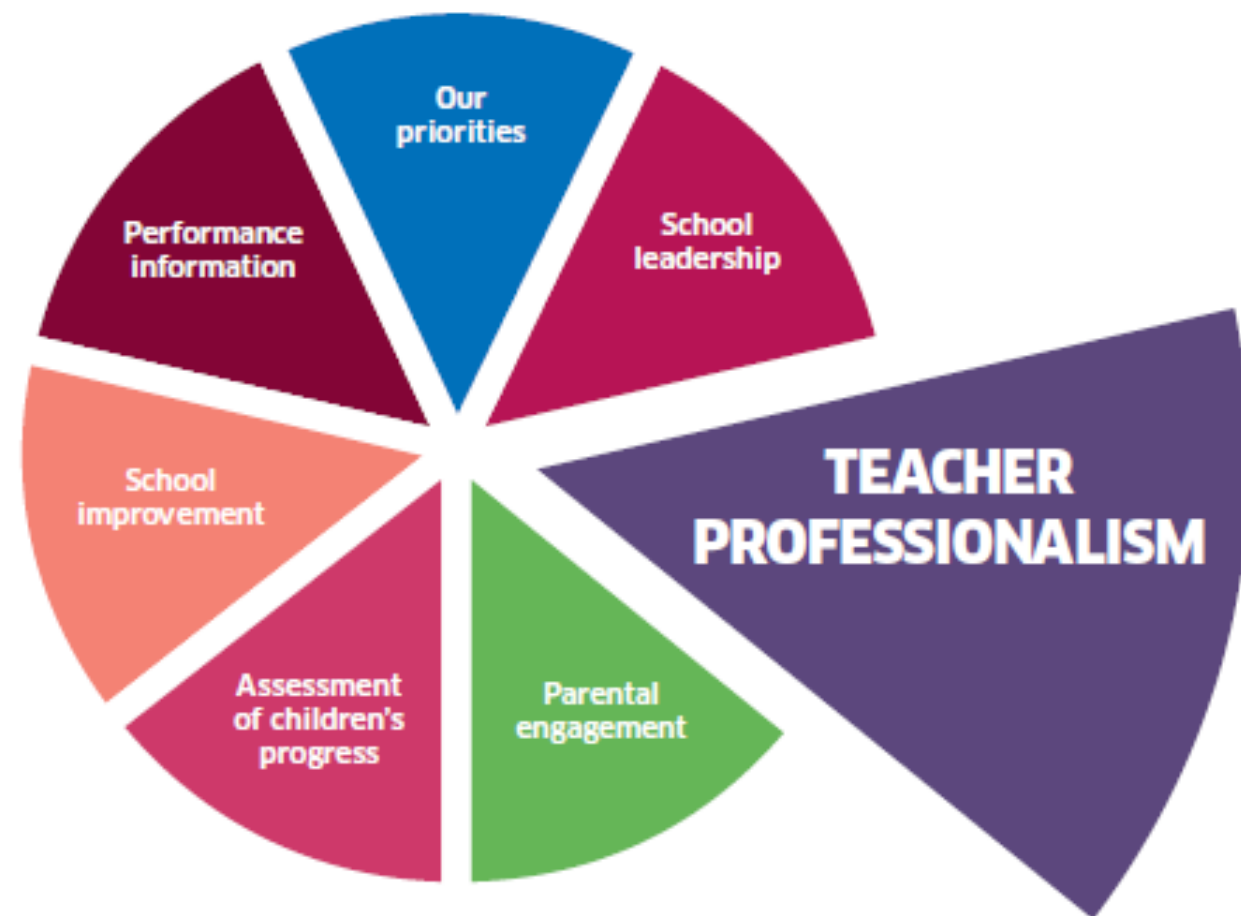 Our
priorities
School
leadership
TEACHER
PROFESSIONALISM
Parental
engagement
Assessment
of children's
progress
School
improvement
Performance
information